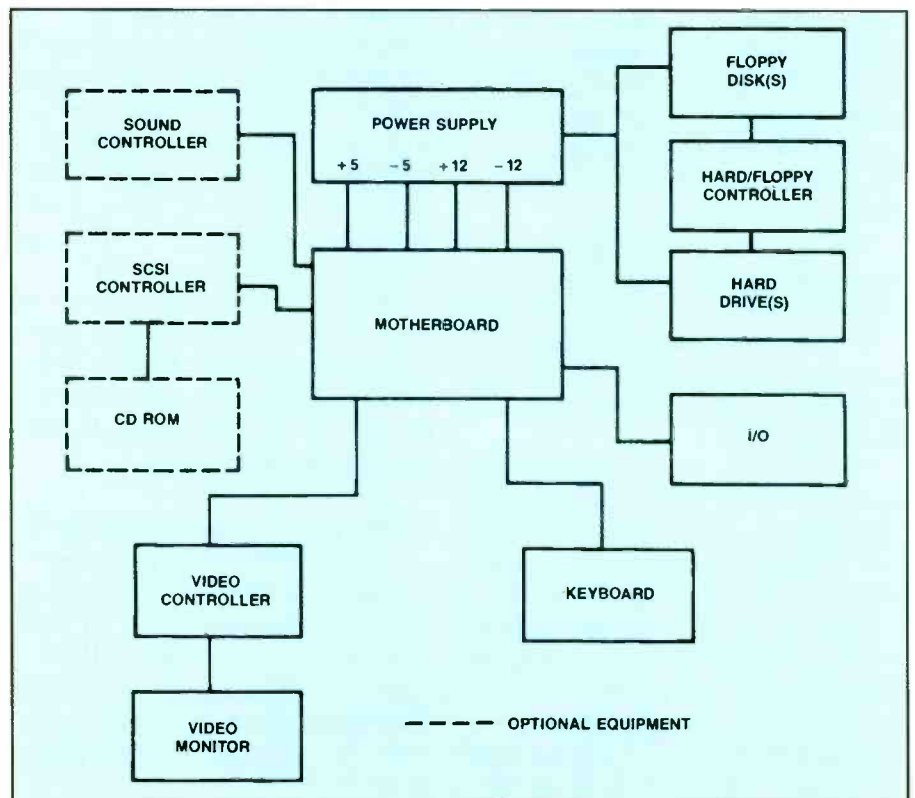 FLOPPY
DISK(S)
SOUND
CONTROLLER
POWER SUPPLY
+5 −5 +12 −12
HARD/FLOPPY
CONTROLLER
SCSI
CONTROLLER
MOTHERBOARD
HARD
DRIVE(S)
CD ROM
I/O
VIDEO
CONTROLLER
KEYBOARD
VIDEO
MONITOR
OPTIONAL EQUIPMENT